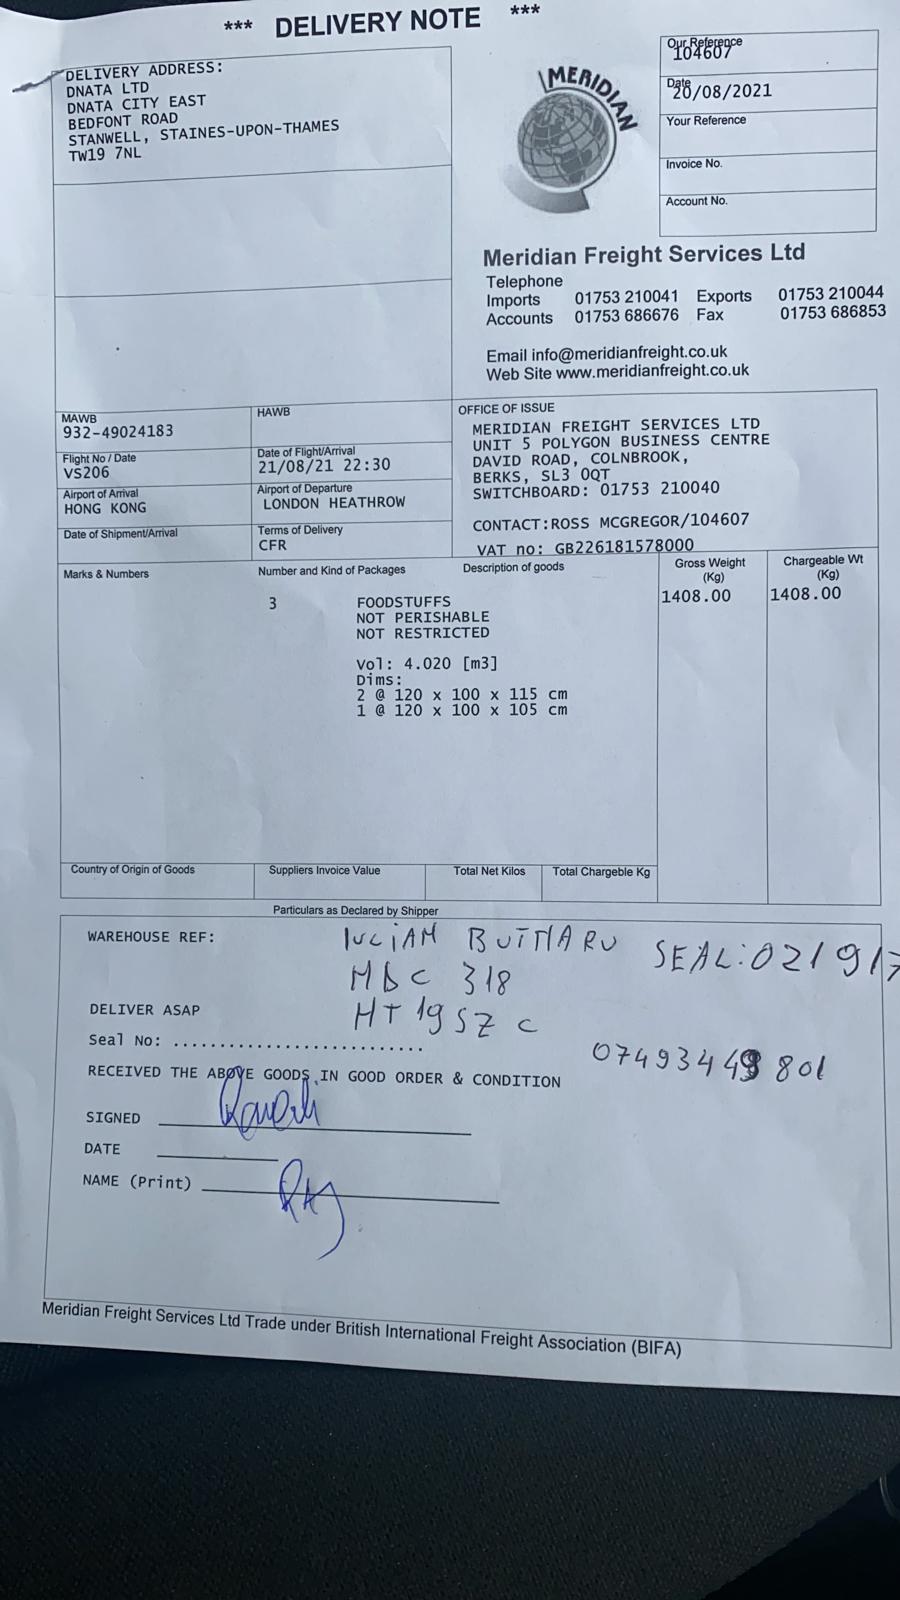 *** DELIVERY NOTE ***
DELIVERY ADDRESS:
DNATA LTD
DNATA CITY EAST
BEDFONT ROAD
STANWELL, STAINES-UPON-THAMES
TW19 7NL
MERIDIAN
Our Reference
104607
Date
20/08/2021
Your Reference
Invoice No.
Account No.
Meridian Freight Services Ltd
Telephone
Imports 01753 210041 Exports 01753 210044
Accounts 01753 686676 Fax 01753 686853
Email info@meridianfreight.co.uk
Web Site www.meridianfreight.co.uk
MAWB
932-49024183
HAWB
Flight No / Date
VS206
Date of Flight/Arrival
21/08/21 22:30
Airport of Arrival
HONG KONG
Airport of Departure
LONDON HEATHROW
Date of Shipment/Arrival
Terms of Delivery
CFR
OFFICE OF ISSUE
MERIDIAN FREIGHT SERVICES LTD
UNIT 5 POLYGON BUSINESS CENTRE
DAVID ROAD, COLNBROOK,
BERKS, SL3 0QT
SWITCHBOARD: 01753 210040
CONTACT:ROSS MCGREGOR/104607
VAT no: GB226181578000
Marks & Numbers
Number and Kind of Packages
Description of goods
Gross Weight
(Kg)
Chargeable Wt
(Kg)
3 FOODSTUFFS 1408.00 1408.00
NOT PERISHABLE
NOT RESTRICTED
Vol: 4.020 [m3]
Dims:
2 @ 120 x 100 x 115 cm
1 @ 120 x 100 x 105 cm
Country of Origin of Goods
Suppliers Invoice Value
Total Net Kilos
Total Chargeble Kg
Particulars as Declared by Shipper
WAREHOUSE REF:
SEAL:021917
318
DELIVER ASAP
Seal No: ............................
RECEIVED THE ABOVE GOODS IN GOOD ORDER & CONDITION
SIGNED
DATE
NAME (Print)
RAJ
Meridian Freight Services Ltd Trade under British International Freight Association (BIFA)